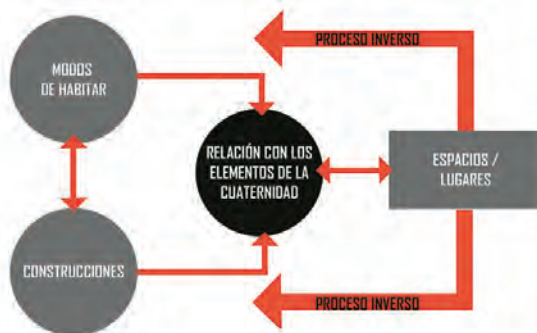 PROCESO INVERSO
MODOS
DE HABITAR
RELACIÓN CON LOS
ELEMENTOS DE LA
CUATERNIDAD
ESPACIOS /
LUGARES
CONSTRUCCIONES
PROCESO INVERSO